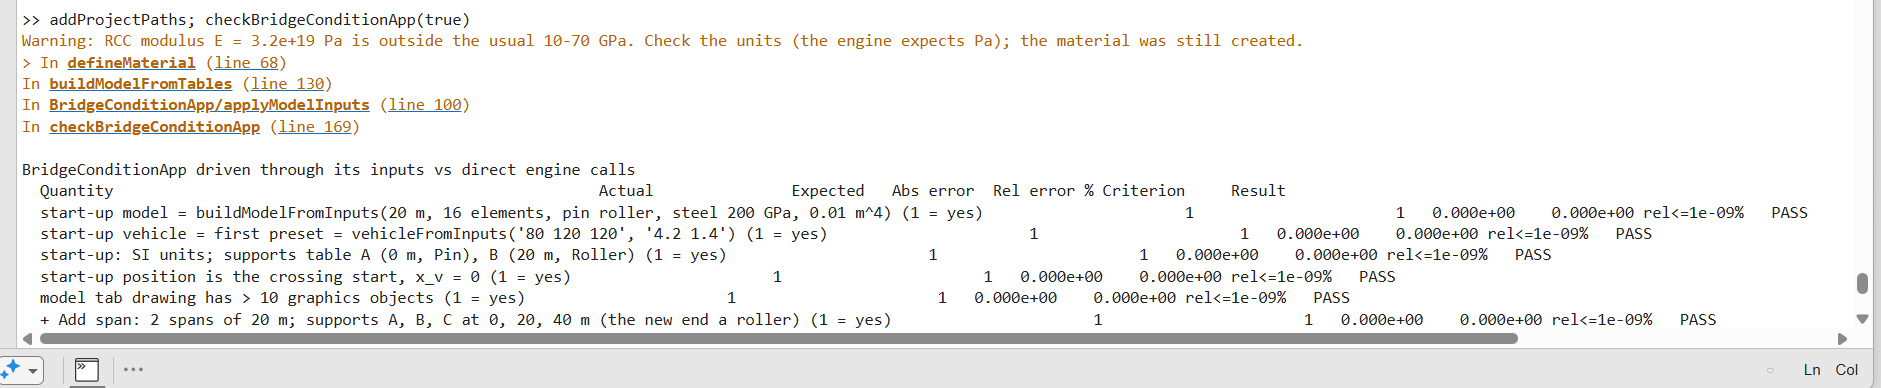 >> addProjectPaths; checkBridgeConditionApp(true)
Warning: RCC modulus E = 3.2e+19 Pa is outside the usual 10-70 GPa. Check the units (the engine expects Pa); the material was still created.
> In defineMaterial (line 68)
In buildModelFromTables (line 130)
In BridgeConditionApp/applyModelInputs (line 100)
In checkBridgeConditionApp (line 169)
BridgeConditionApp driven through its inputs vs direct engine calls
Quantity Actual Expected Abs error Rel error % Criterion Result
start-up model = buildModelFromInputs(20 m, 16 elements, pin roller, steel 200 GPa, 0.01 m^4) (1 = yes) 1 1 0.000e+00 0.000e+00 rel<=1e-09% PASS
start-up vehicle = first preset = vehicleFromInputs('80 120 120', '4.2 1.4') (1 = yes) 1 1 0.000e+00 0.000e+00 rel<=1e-09% PASS
start-up: SI units; supports table A (0 m, Pin), B (20 m, Roller) (1 = yes) 1 1 0.000e+00 0.000e+00 rel<=1e-09% PASS
start-up position is the crossing start, x_v = 0 (1 = yes) 1 1 0.000e+00 0.000e+00 rel<=1e-09% PASS
model tab drawing has > 10 graphics objects (1 = yes) 1 1 0.000e+00 0.000e+00 rel<=1e-09% PASS
+ Add span: 2 spans of 20 m; supports A, B, C at 0, 20, 40 m (the new end a roller) (1 = yes) 1 1 0.000e+00 0.000e+00 rel<=1e-09% PASS
Ln Col